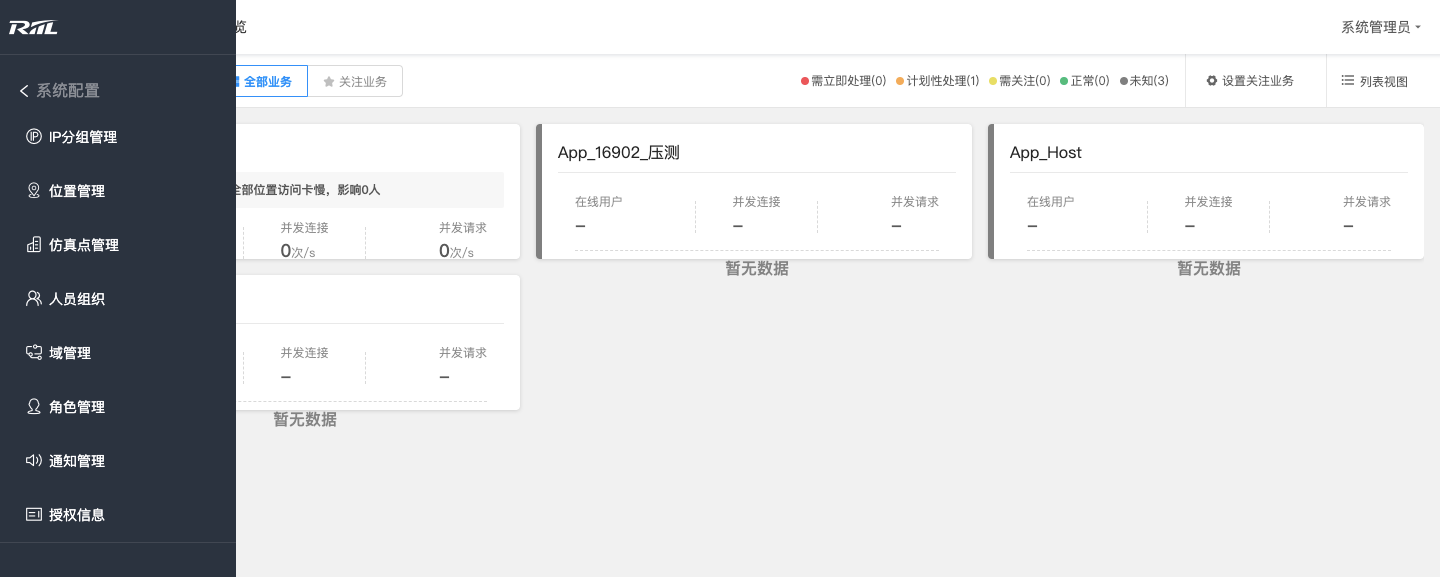 RIIL
览
系统管理员
系统配置
IP分组管理
位置管理
仿真点管理
人员组织
域管理
角色管理
通知管理
授权信息
全部业务
关注业务
需立即处理(0)
计划性处理(1)
需关注(0)
正常(0)
未知(3)
设置关注业务
列表视图
全部位置访问卡慢，影响0人
并发连接
并发请求
0次/s
0次/s
App_16902_压测
在线用户
并发连接
并发请求
–
–
–
暂无数据
App_Host
在线用户
并发连接
并发请求
–
–
–
暂无数据
并发连接
并发请求
–
–
暂无数据